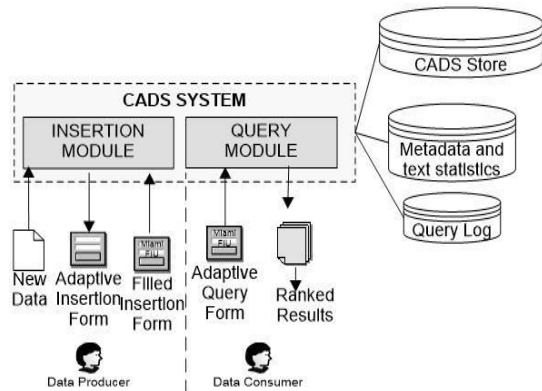 CADS Store
CADS SYSTEM
INSERTION
MODULE
QUERY
MODULE
Metadata and
text statistics
Query Log
Miami
FIU
Miami
FIU
New
Data
Adaptive
Insertion
Form
Filled
Insertion
Form
Adaptive
Query
Form
Ranked
Results
Data Producer
Data Consumer